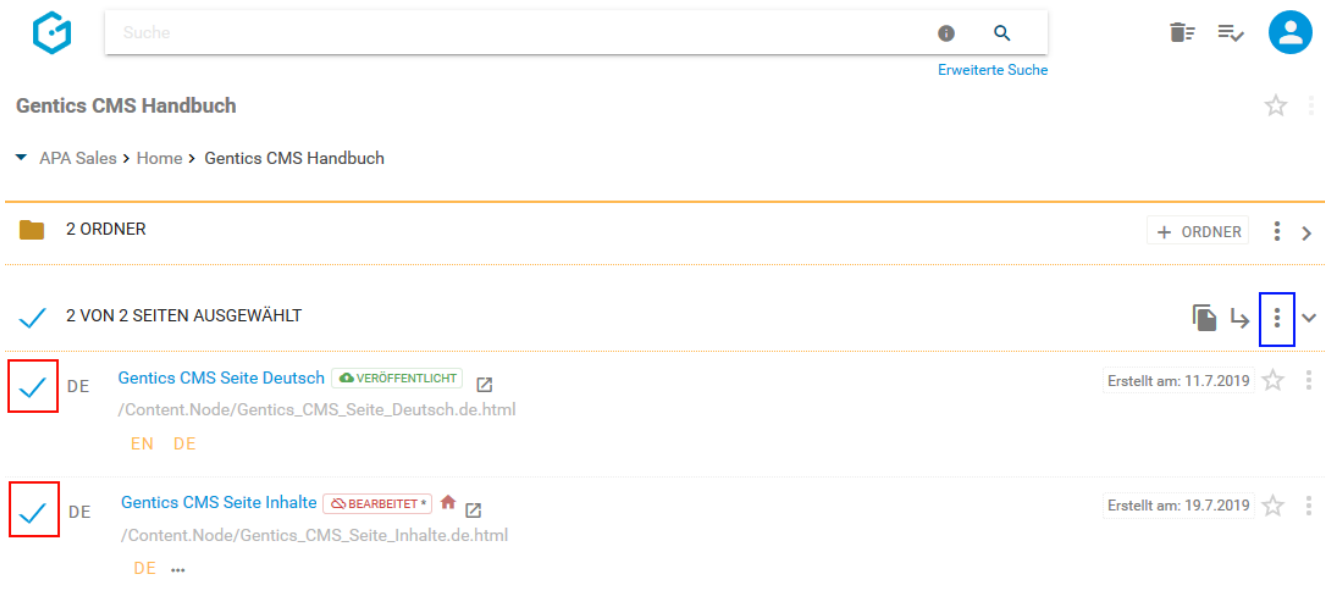 Suche
Erweiterte Suche
Gentics CMS Handbuch
APA Sales > Home > Gentics CMS Handbuch
2 ORDNER + ORDNER
2 VON 2 SEITEN AUSGEWÄHLT
DE Gentics CMS Seite Deutsch VERÖFFENTLICHT Erstellt am: 11.7.2019
/Content.Node/Gentics_CMS_Seite_Deutsch.de.html
EN DE
DE Gentics CMS Seite Inhalte BEARBEITET * Erstellt am: 19.7.2019
/Content.Node/Gentics_CMS_Seite_Inhalte.de.html
DE ...